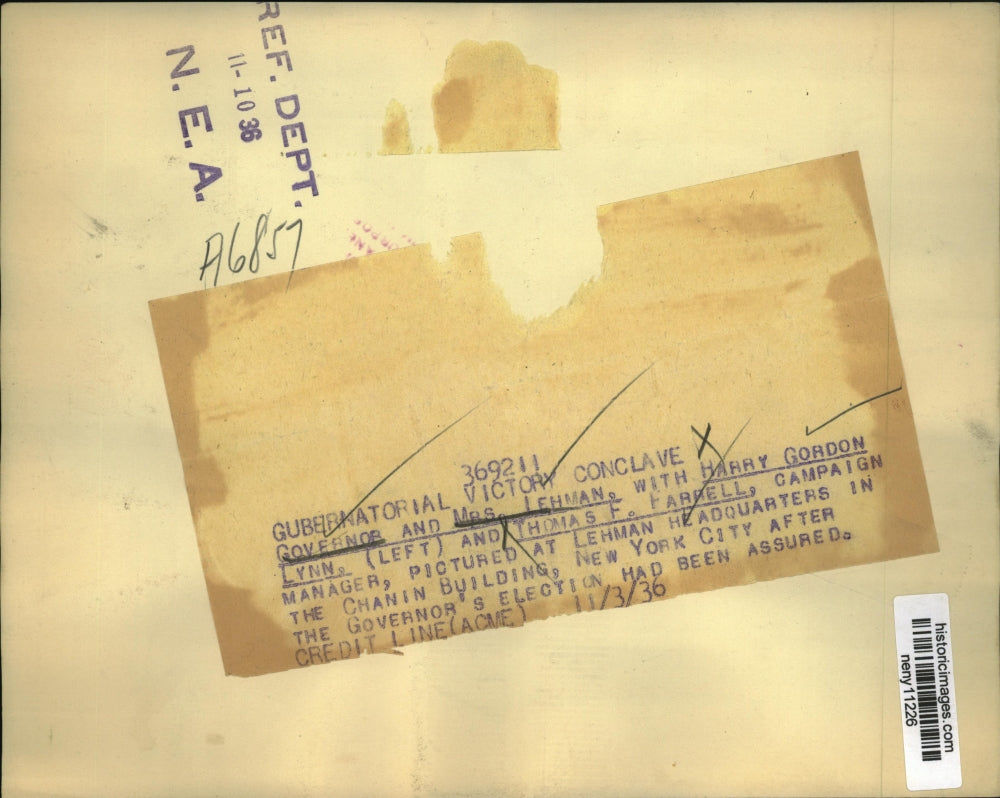 REF. DEPT.
11-10 36
N. E. A.
A6857
369211
GUBERNATORIAL VICTORY CONCLAVE X
GOVERNOR AND MRS. LEHMAN, WITH HARRY GORDON
LYNN, (LEFT) AND THOMAS F. FARRELL, CAMPAIGN
MANAGER, PICTURED AT LEHMAN HEADQUARTERS IN
THE CHANIN BUILDING, NEW YORK CITY AFTER
THE GOVERNOR'S ELECTION HAD BEEN ASSURED.
CREDIT LINE(ACME) 11/3/36
historicimages.com
neny11226